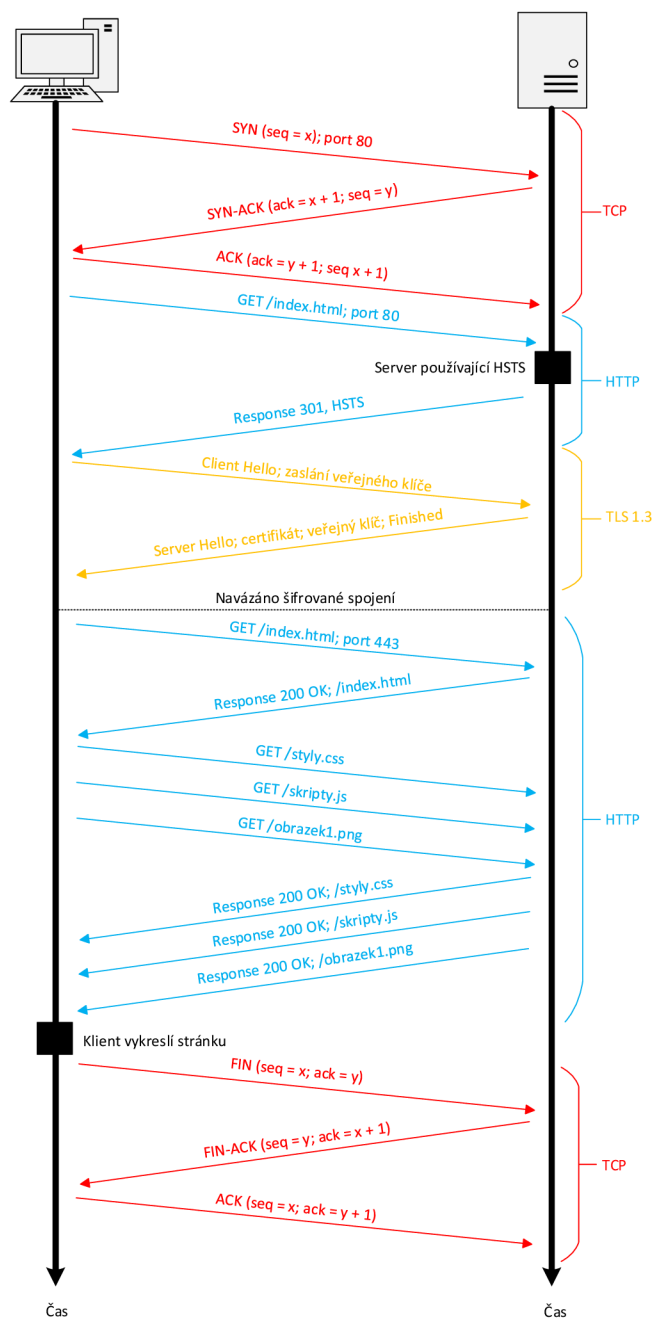 SYN (seq = x); port 80
SYN-ACK (ack = x + 1; seq = y)
TCP
ACK (ack = y + 1; seq x + 1)
GET /index.html; port 80
Server používající HSTS
HTTP
Response 301, HSTS
Client Hello; zaslání veřejného klíče
TLS 1.3
Server Hello; certifikát; veřejný klíč; Finished
Navázáno šifrované spojení
GET /index.html; port 443
Response 200 OK; /index.html
GET /styly.css
GET /skripty.js
HTTP
GET /obrazek1.png
Response 200 OK; /styly.css
Response 200 OK; /skripty.js
Response 200 OK; /obrazek1.png
Klient vykreslí stránku
FIN (seq = x; ack = y)
FIN-ACK (seq = y; ack = x + 1)
TCP
ACK (seq = x; ack = y + 1)
Čas
Čas